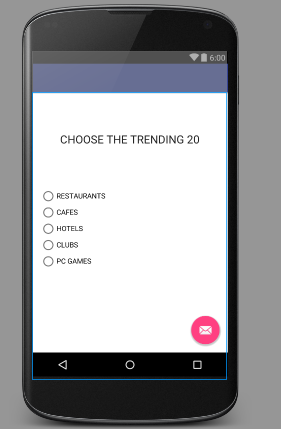 6:00
CHOOSE THE TRENDING 20
RESTAURANTS
CAFES
HOTELS
CLUBS
PC GAMES